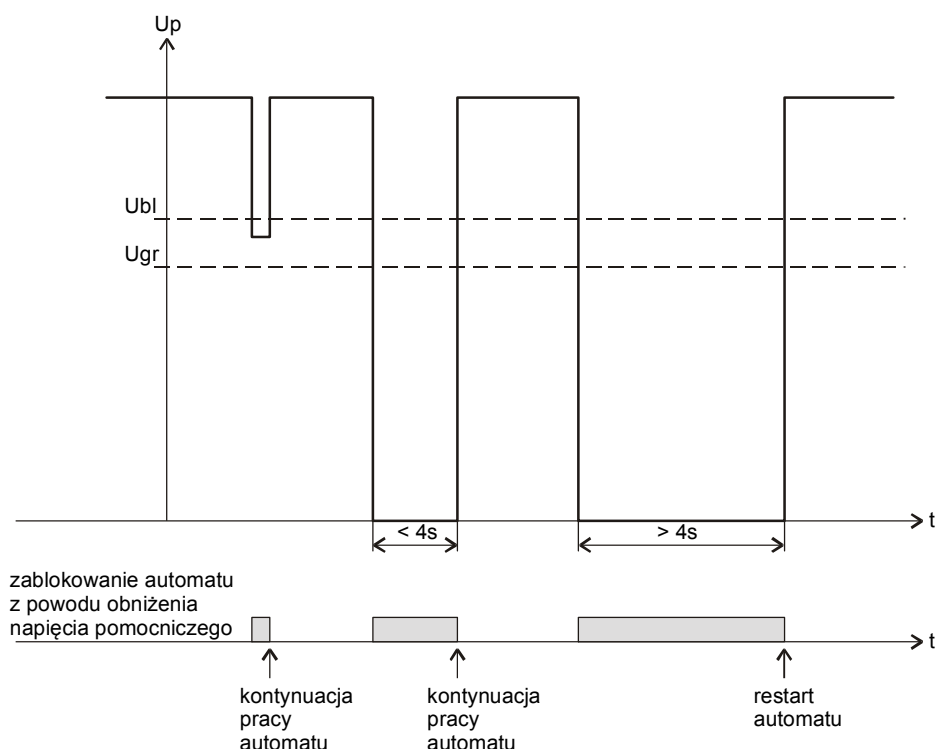 Up
Ubl
Ugr
< 4s
> 4s
t
zablokowanie automatu
z powodu obniżenia
napięcia pomocniczego
t
kontynuacja
pracy
automatu
kontynuacja
pracy
automatu
restart
automatu